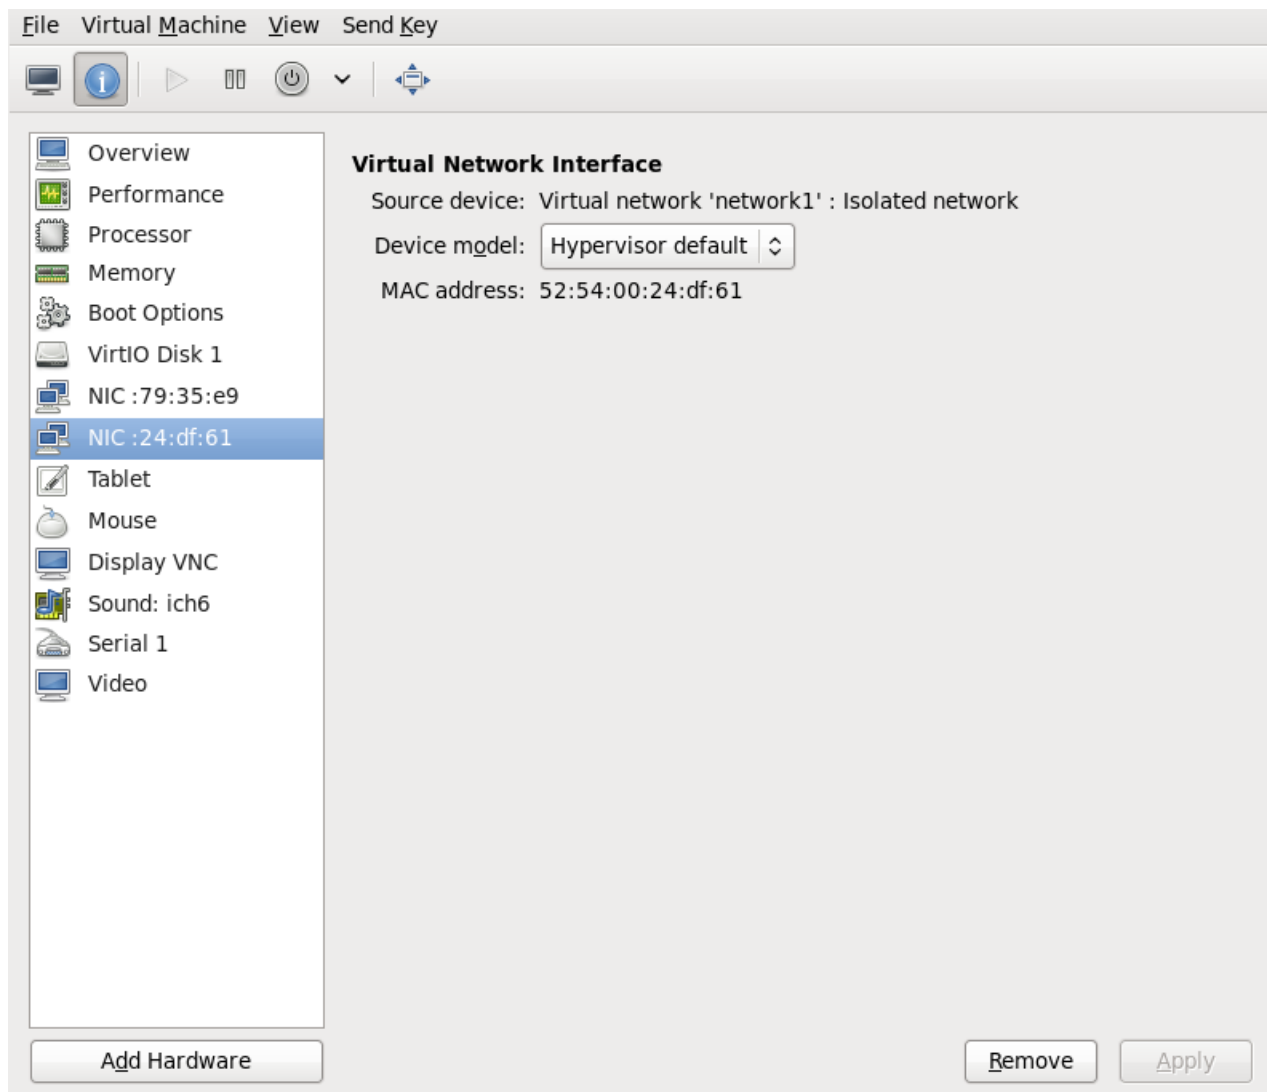 File Virtual Machine View Send Key
Overview
Performance
Processor
Memory
Boot Options
VirtIO Disk 1
NIC :79:35:e9
NIC :24:df:61
Tablet
Mouse
Display VNC
Sound: ich6
Serial 1
Video
Add Hardware
Virtual Network Interface
Source device: Virtual network 'network1' : Isolated network
Device model: Hypervisor default
MAC address: 52:54:00:24:df:61
Remove Apply